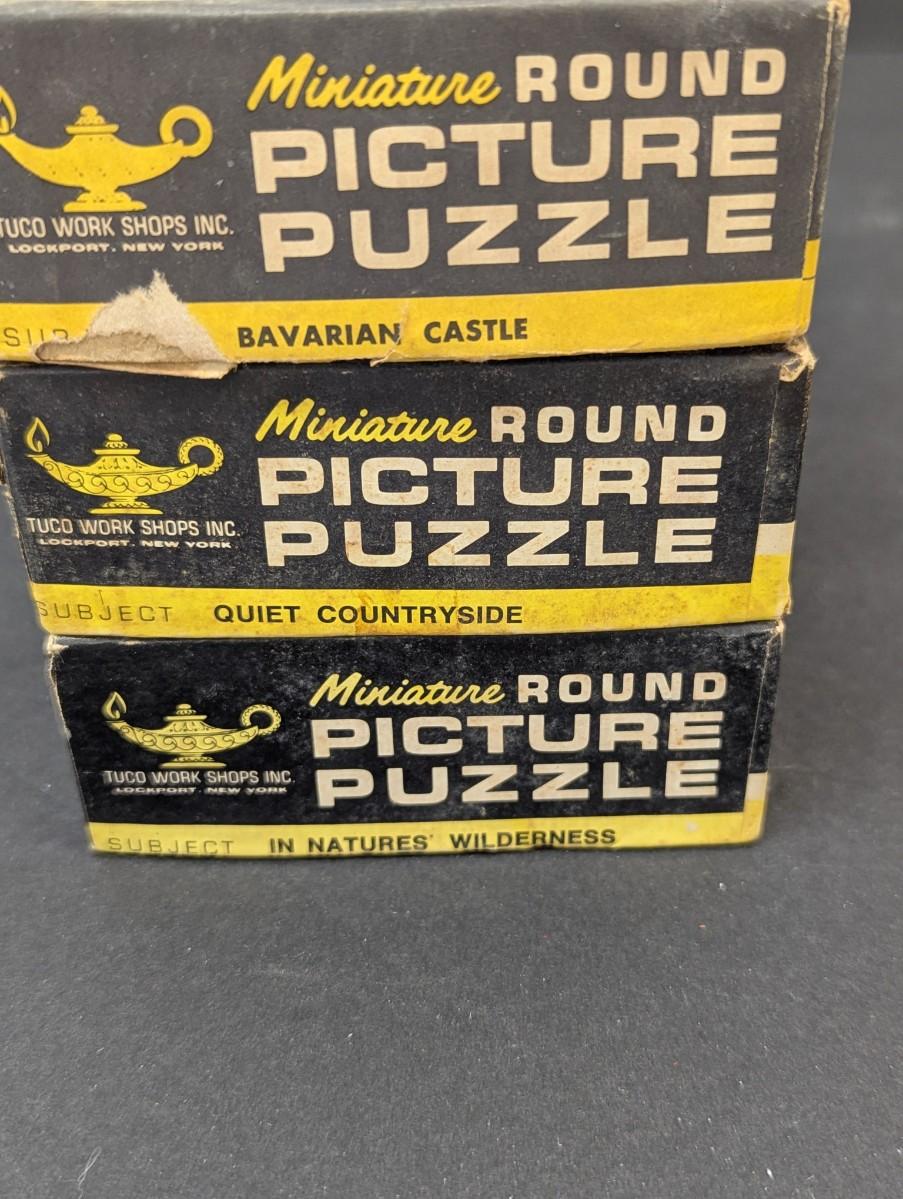 Miniature ROUND
PICTURE
PUZZLE
TUCO WORK SHOPS INC.
LOCKPORT, NEW YORK
SUB
BAVARIAN CASTLE
Miniature ROUND
PICTURE
PUZZLE
TUCO WORK SHOPS INC.
LOCKPORT, NEW YORK
SUBJECT QUIET COUNTRYSIDE
Miniature ROUND
PICTURE
PUZZLE
TUCO WORK SHOPS INC.
LOCKPORT, NEW YORK
SUBJECT IN NATURES' WILDERNESS